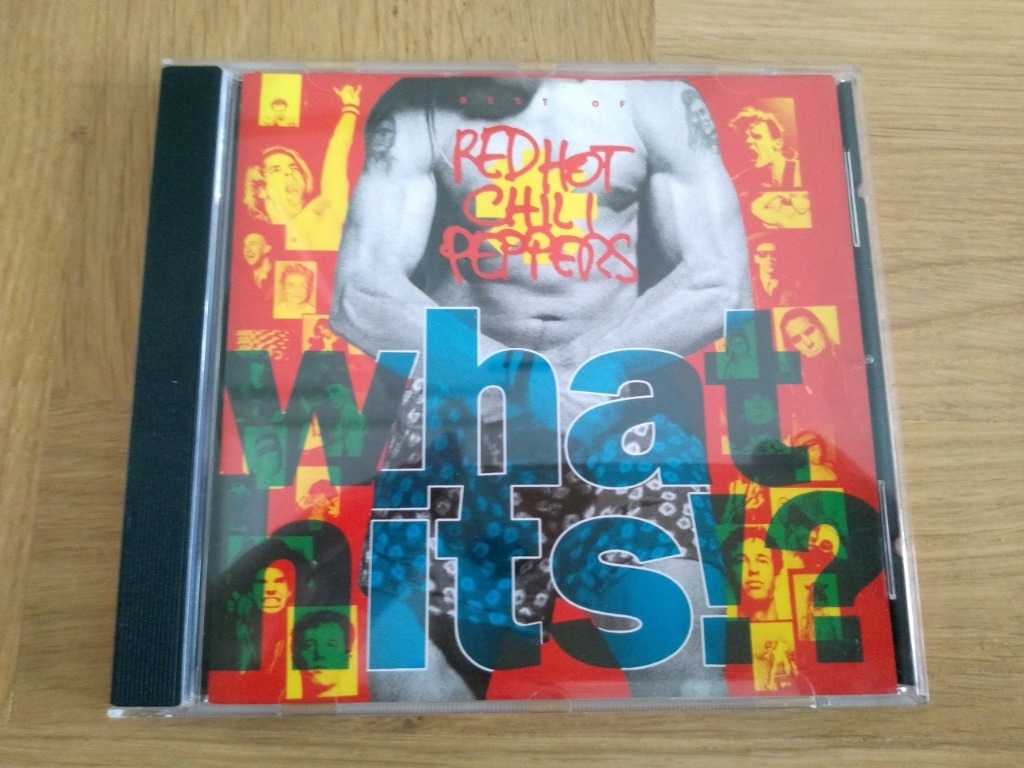 BEST OF
RED HOT
CHILI
PEPPERS
what
hits!?